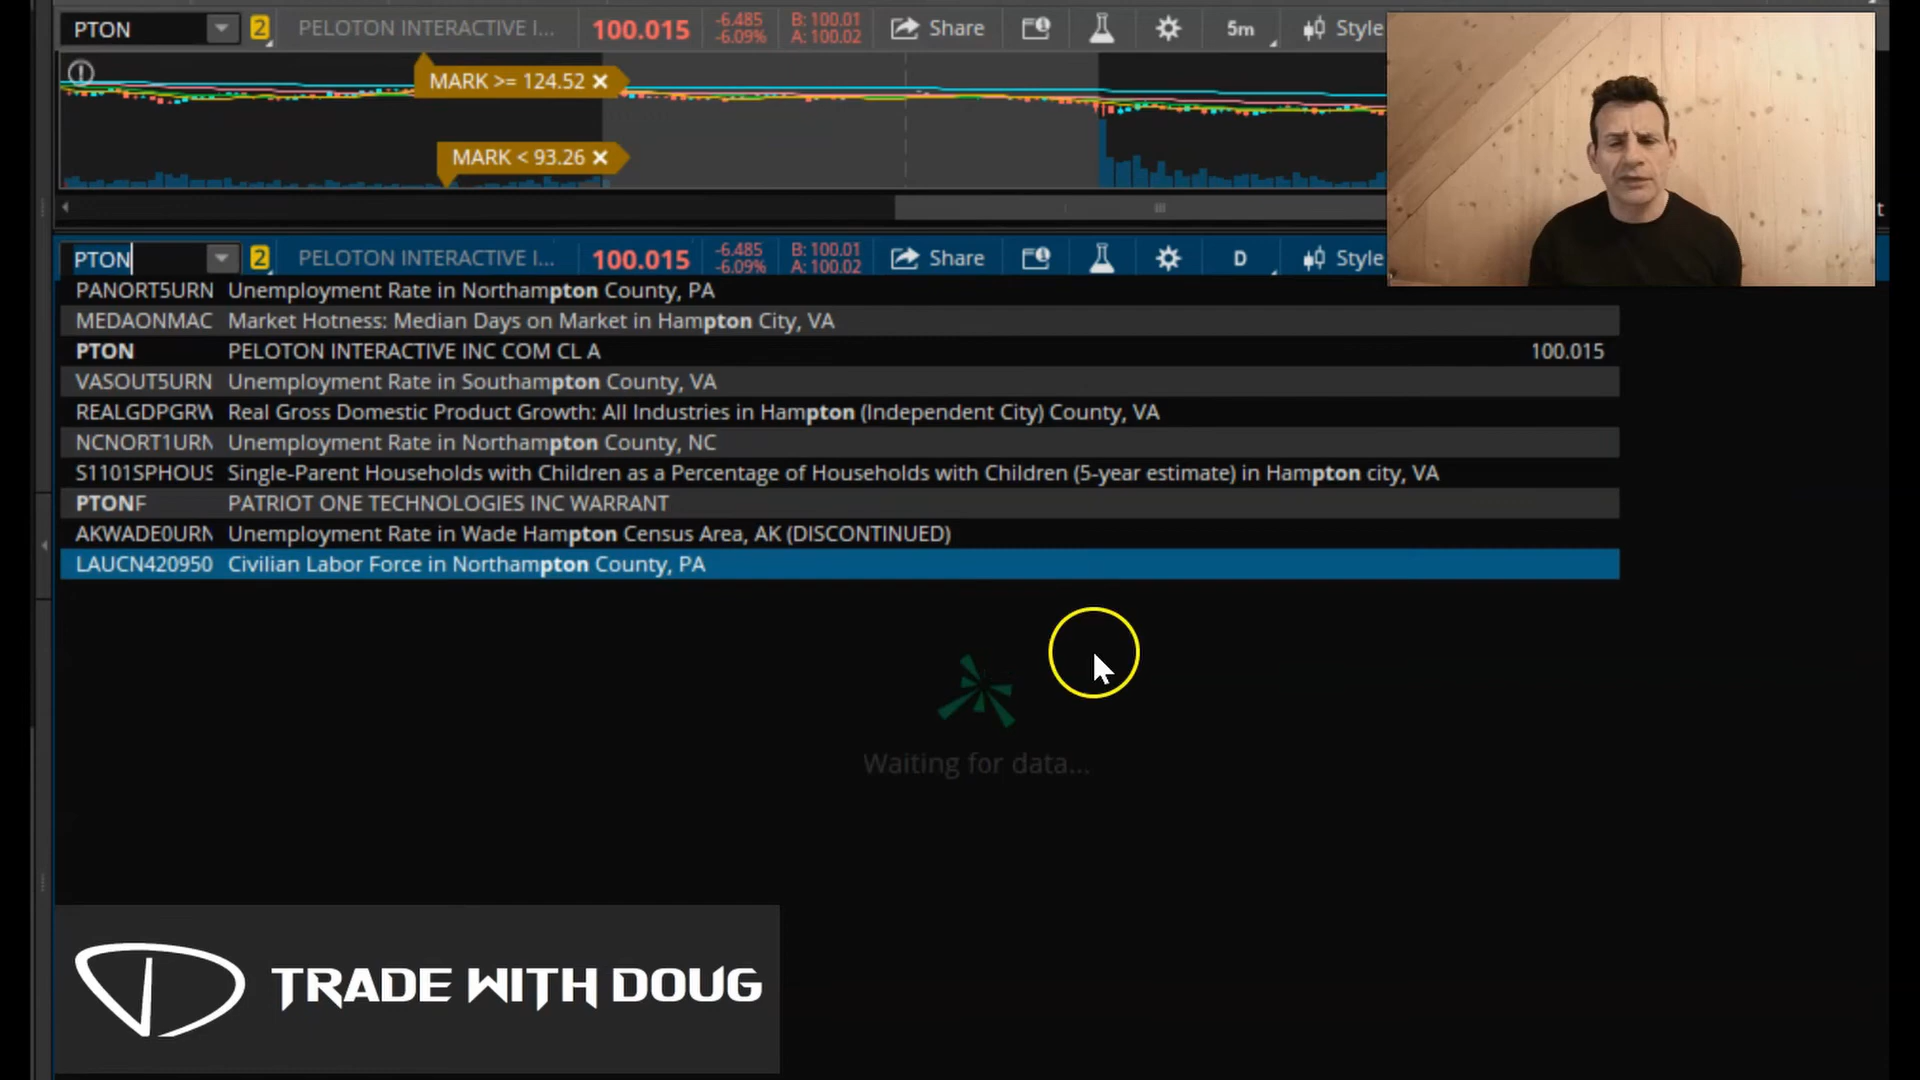 PTON 2 PELOTON INTERACTIVE I... 100.015 -6.485 -6.09% B: 100.01 A: 100.02 Share 5m Style
MARK >= 124.52
MARK < 93.26
t
PTON 2 PELOTON INTERACTIVE I... 100.015 -6.485 -6.09% B: 100.01 A: 100.02 Share D Style
PANORT5URN Unemployment Rate in Northampton County, PA
MEDAONMAC Market Hotness: Median Days on Market in Hampton City, VA
PTON PELOTON INTERACTIVE INC COM CL A 100.015
VASOUT5URN Unemployment Rate in Southampton County, VA
REALGDPGRW Real Gross Domestic Product Growth: All Industries in Hampton (Independent City) County, VA
NCNORT1URN Unemployment Rate in Northampton County, NC
S1101SPHOUS Single-Parent Households with Children as a Percentage of Households with Children (5-year estimate) in Hampton city, VA
PTONF PATRIOT ONE TECHNOLOGIES INC WARRANT
AKWADE0URN Unemployment Rate in Wade Hampton Census Area, AK (DISCONTINUED)
LAUCN420950 Civilian Labor Force in Northampton County, PA
Waiting for data...
TRADE WITH DOUG